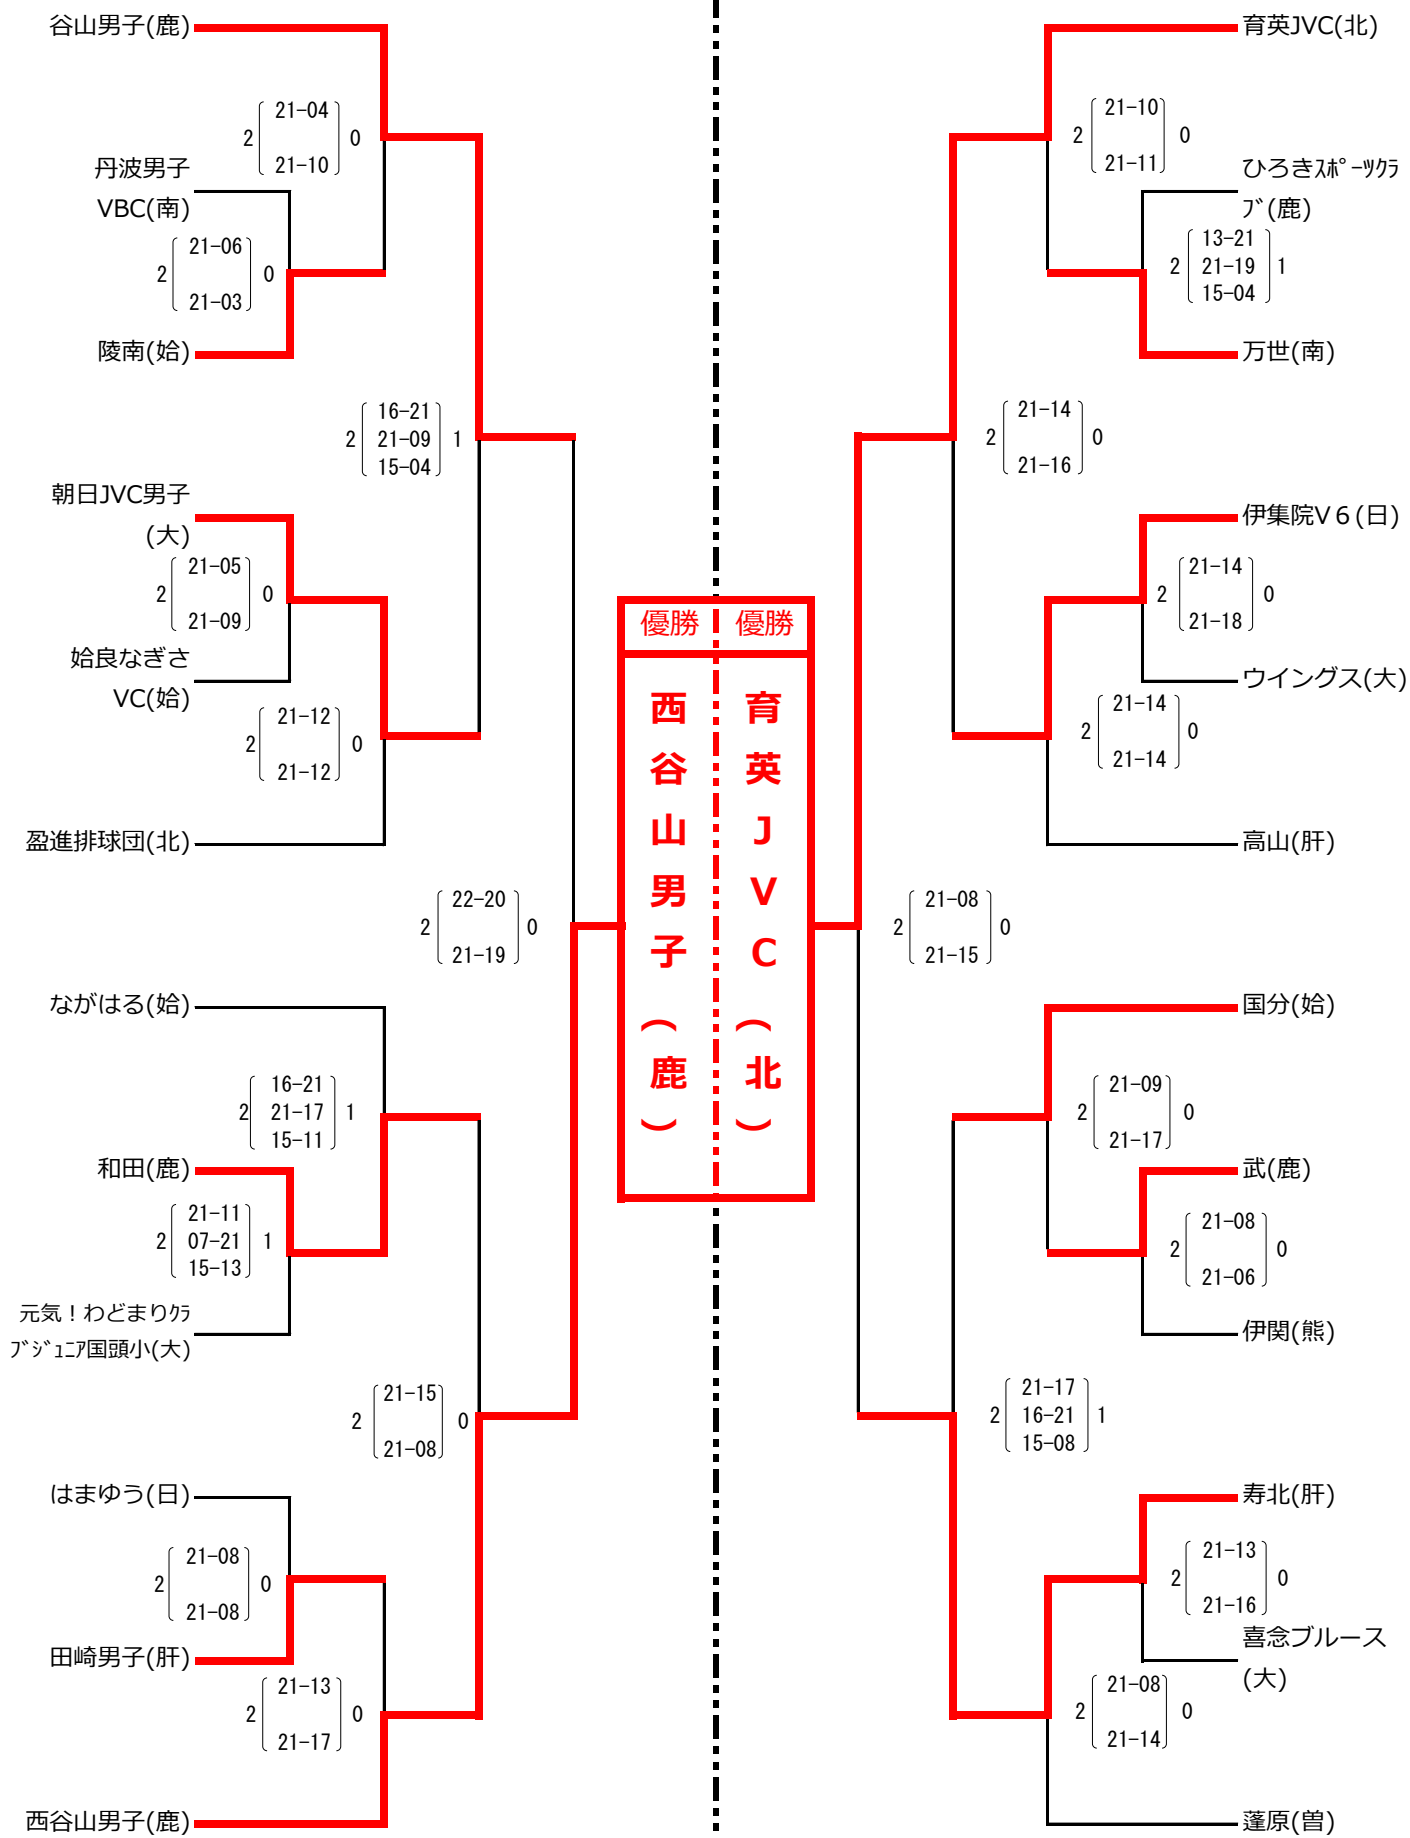 谷山男子(鹿)
2 21-04 0
21-10
丹波男子
VBC(南)
2 21-06 0
21-03
陵南(姶)
16-21
2 21-09 1
15-04
朝日JVC男子
(大)
2 21-05 0
21-09
姶良なぎさ
VC(姶)
2 21-12 0
21-12
盈進排球団(北)
2 22-20 0
21-19
ながはる(姶)
16-21
2 21-17 1
15-11
和田(鹿)
21-11
2 07-21 1
15-13
元気！わどまりｸﾗ
ﾌﾞｼﾞｭﾆｱ国頭小(大)
2 21-15 0
21-08
はまゆう(日)
2 21-08 0
21-08
田崎男子(肝)
2 21-13 0
21-17
西谷山男子(鹿)
優勝
西谷山男子(鹿)
優勝
育英JVC(北)
育英JVC(北)
2 21-10 0
21-11
ひろきｽﾎﾟｰﾂｸﾗ
ﾌﾞ(鹿)
13-21
2 21-19 1
15-04
万世(南)
2 21-14 0
21-16
伊集院V６(日)
2 21-14 0
21-18
ウイングス(大)
2 21-14 0
21-14
高山(肝)
2 21-08 0
21-15
国分(姶)
2 21-09 0
21-17
武(鹿)
2 21-08 0
21-06
伊関(熊)
21-17
2 16-21 1
15-08
寿北(肝)
2 21-13 0
21-16
喜念ブルース
(大)
2 21-08 0
21-14
蓬原(曽)